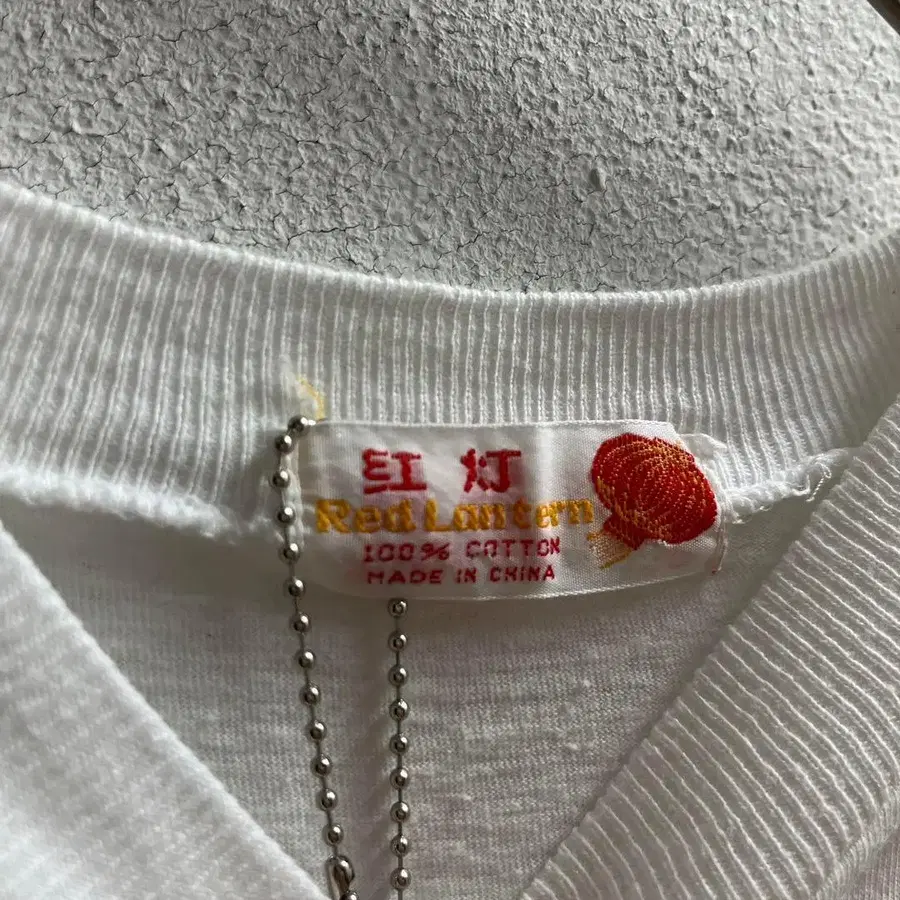 红灯
Red Lantern
100% COTTON
MADE IN CHINA